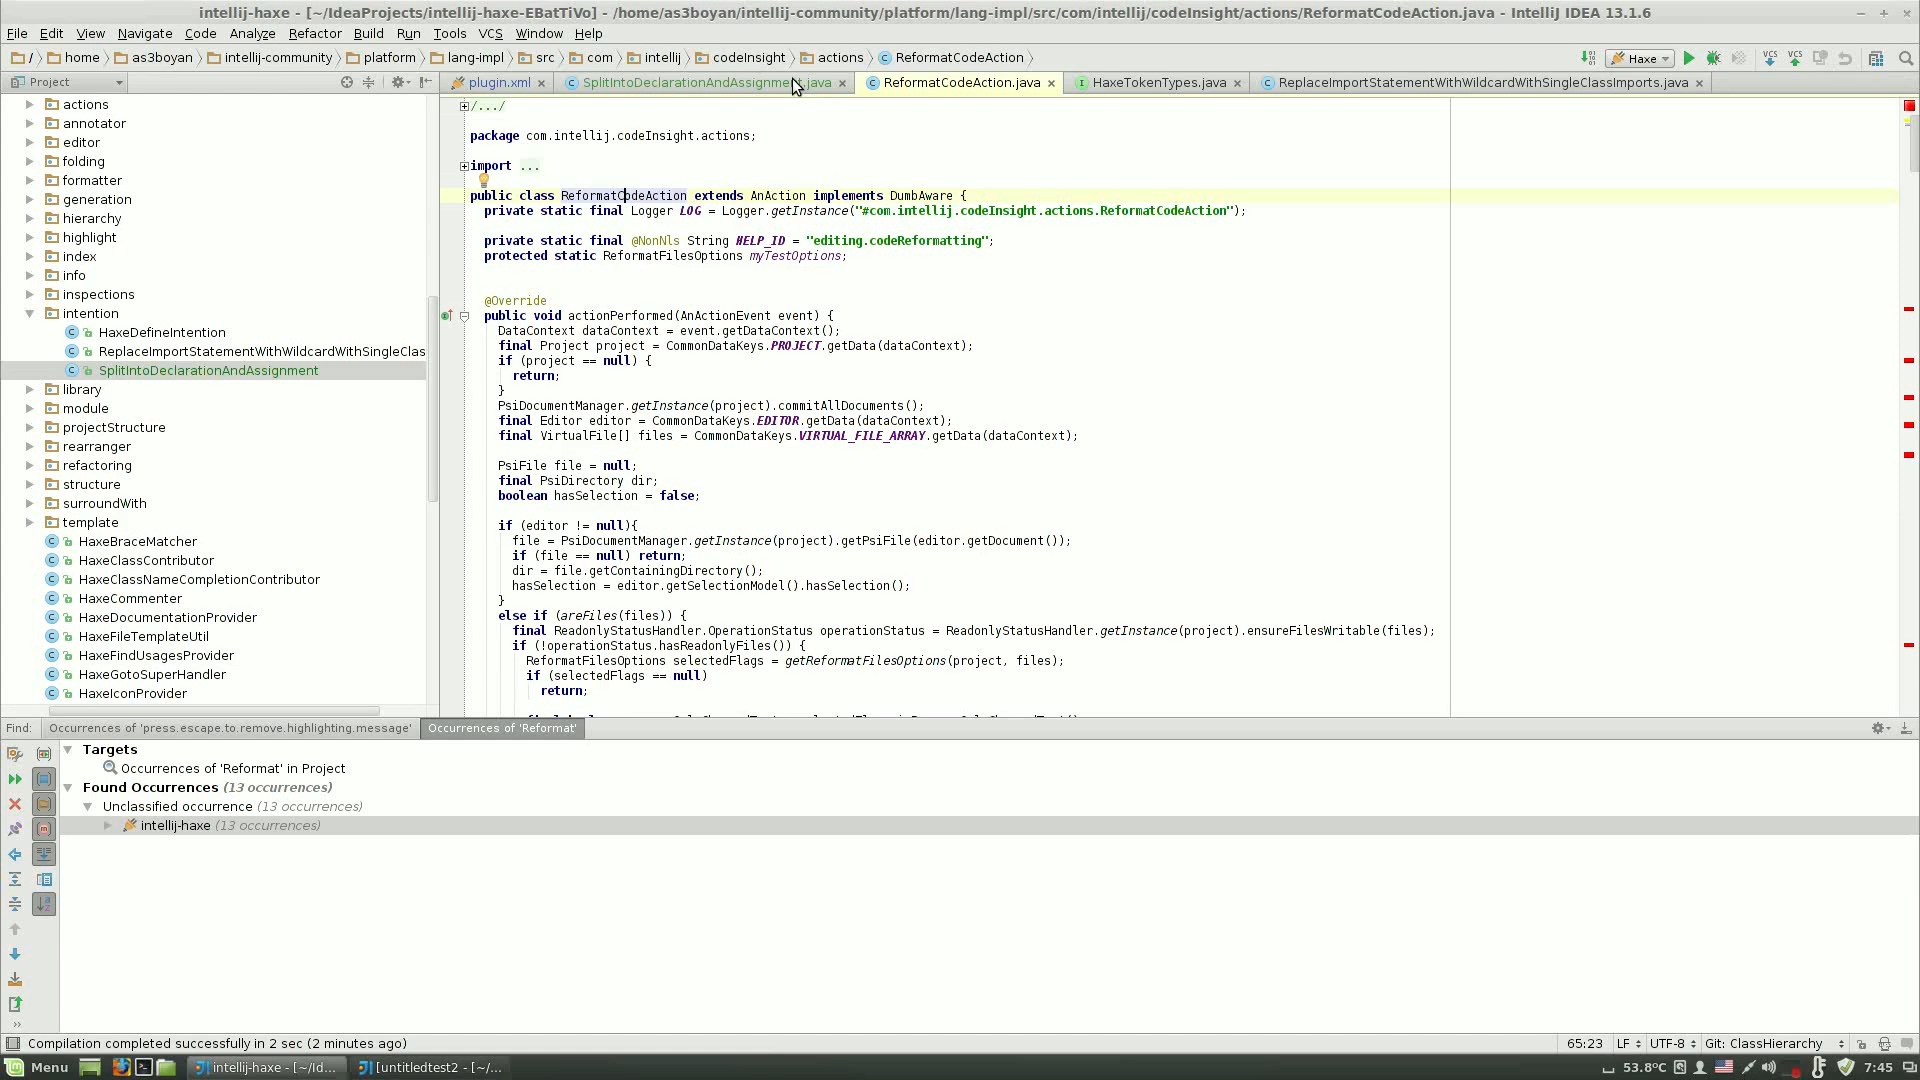 intellij-haxe - [~/IdeaProjects/intellij-haxe-EBatTiVo] - /home/as3boyan/intellij-community/platform/lang-impl/src/com/intellij/codeInsight/actions/ReformatCodeAction.java - IntelliJ IDEA 13.1.6
File Edit View Navigate Code Analyze Refactor Build Run Tools VCS Window Help
/ home as3boyan intellij-community platform lang-impl src com intellij codeInsight actions ReformatCodeAction Haxe
Project plugin.xml SplitIntoDeclarationAndAssignment.java ReformatCodeAction.java HaxeTokenTypes.java ReplaceImportStatementWithWildcardWithSingleClassImports.java
actions
annotator
editor
folding
formatter
generation
hierarchy
highlight
index
info
inspections
intention
HaxeDefineIntention
ReplaceImportStatementWithWildcardWithSingleClas
SplitIntoDeclarationAndAssignment
library
module
projectStructure
rearranger
refactoring
structure
surroundWith
template
HaxeBraceMatcher
HaxeClassContributor
HaxeClassNameCompletionContributor
HaxeCommenter
HaxeDocumentationProvider
HaxeFileTemplateUtil
HaxeFindUsagesProvider
HaxeGotoSuperHandler
HaxeIconProvider
/.../
package com.intellij.codeInsight.actions;
import ...
public class ReformatCodeAction extends AnAction implements DumbAware {
private static final Logger LOG = Logger.getInstance("#com.intellij.codeInsight.actions.ReformatCodeAction");
private static final @NonNls String HELP_ID = "editing.codeReformatting";
protected static ReformatFilesOptions myTestOptions;
@Override
public void actionPerformed(AnActionEvent event) {
DataContext dataContext = event.getDataContext();
final Project project = CommonDataKeys.PROJECT.getData(dataContext);
if (project == null) {
return;
}
PsiDocumentManager.getInstance(project).commitAllDocuments();
final Editor editor = CommonDataKeys.EDITOR.getData(dataContext);
final VirtualFile[] files = CommonDataKeys.VIRTUAL_FILE_ARRAY.getData(dataContext);
PsiFile file = null;
final PsiDirectory dir;
boolean hasSelection = false;
if (editor != null){
file = PsiDocumentManager.getInstance(project).getPsiFile(editor.getDocument());
if (file == null) return;
dir = file.getContainingDirectory();
hasSelection = editor.getSelectionModel().hasSelection();
}
else if (areFiles(files)) {
final ReadonlyStatusHandler.OperationStatus operationStatus = ReadonlyStatusHandler.getInstance(project).ensureFilesWritable(files);
if (!operationStatus.hasReadonlyFiles()) {
ReformatFilesOptions selectedFlags = getReformatFilesOptions(project, files);
if (selectedFlags == null)
return;
Find: Occurrences of 'press.escape.to.remove.highlighting.message' Occurrences of 'Reformat'
Targets
Occurrences of 'Reformat' in Project
Found Occurrences (13 occurrences)
Unclassified occurrence (13 occurrences)
intellij-haxe (13 occurrences)
Compilation completed successfully in 2 sec (2 minutes ago) 65:23 LF UTF-8 Git: ClassHierarchy
Menu intellij-haxe - [~/Id... [untitledtest2 - [~/... 53.8ºC 7:45